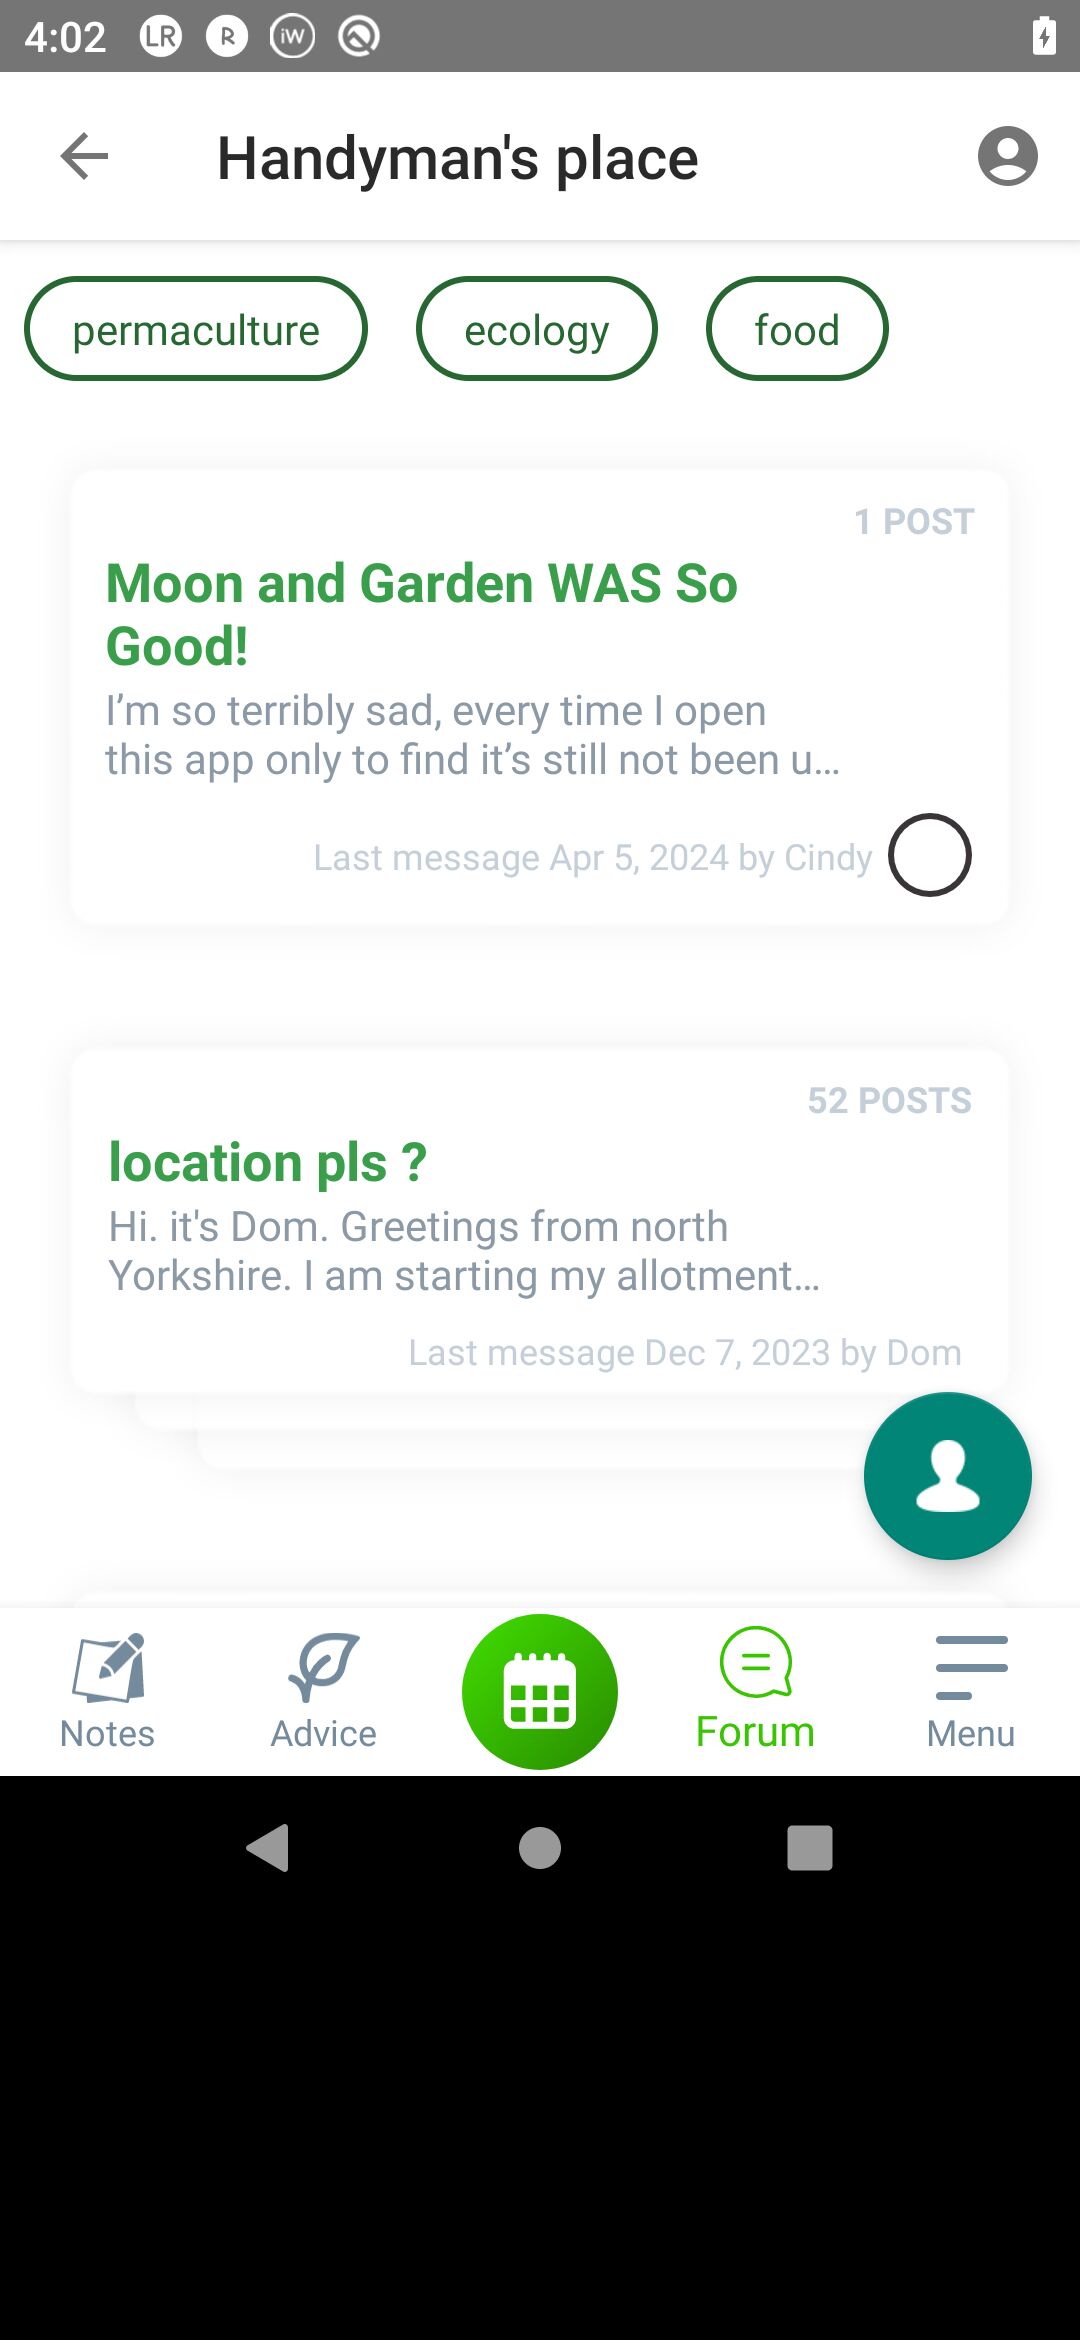 4:02 LR R iW
Handyman's place
permaculture ecology food
1 POST
Moon and Garden WAS So
Good!
I’m so terribly sad, every time I open
this app only to find it’s still not been u…
Last message Apr 5, 2024 by Cindy
52 POSTS
location pls ?
Hi. it's Dom. Greetings from north
Yorkshire. I am starting my allotment…
Last message Dec 7, 2023 by Dom
Notes Advice Forum Menu